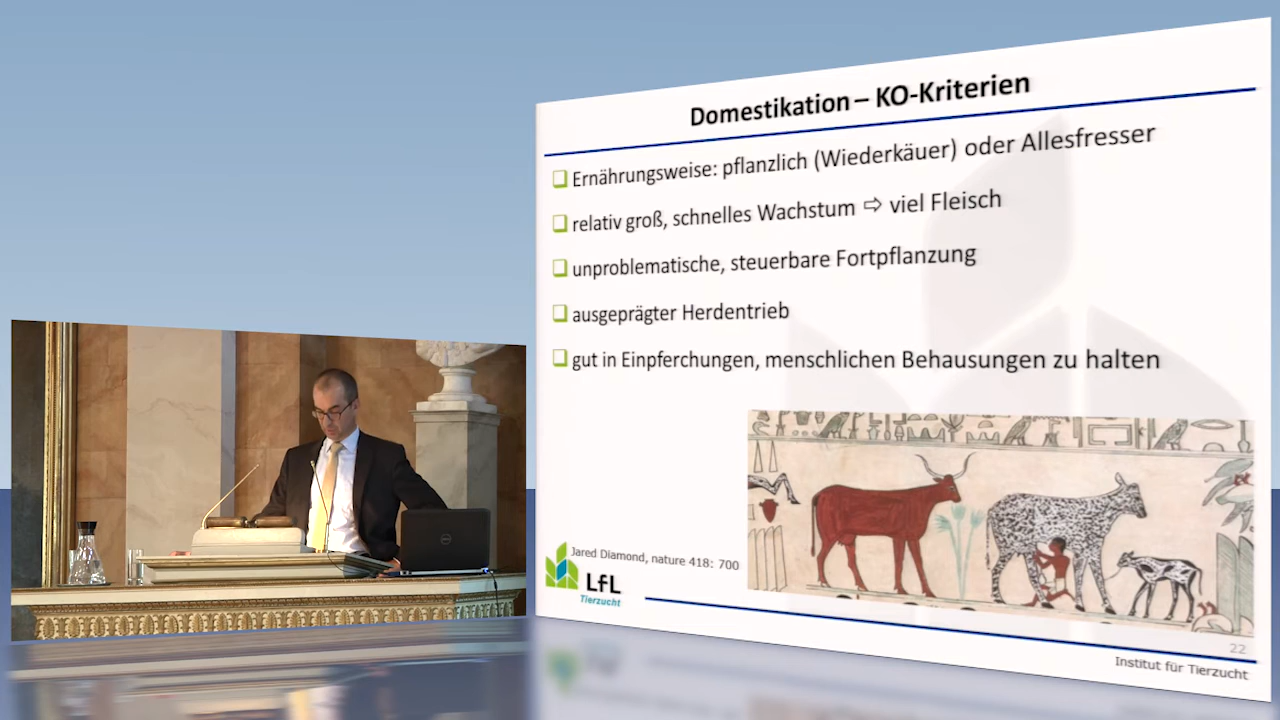 Domestikation – KO-Kriterien
❑ Ernährungsweise: pflanzlich (Wiederkäuer) oder Allesfresser
❑ relativ groß, schnelles Wachstum ⇨ viel Fleisch
❑ unproblematische, steuerbare Fortpflanzung
❑ ausgeprägter Herdentrieb
❑ gut in Einpferchungen, menschlichen Behausungen zu halten
Jared Diamond, nature 418: 700
LfL
Tierzucht
22
Institut für Tierzucht
DELL